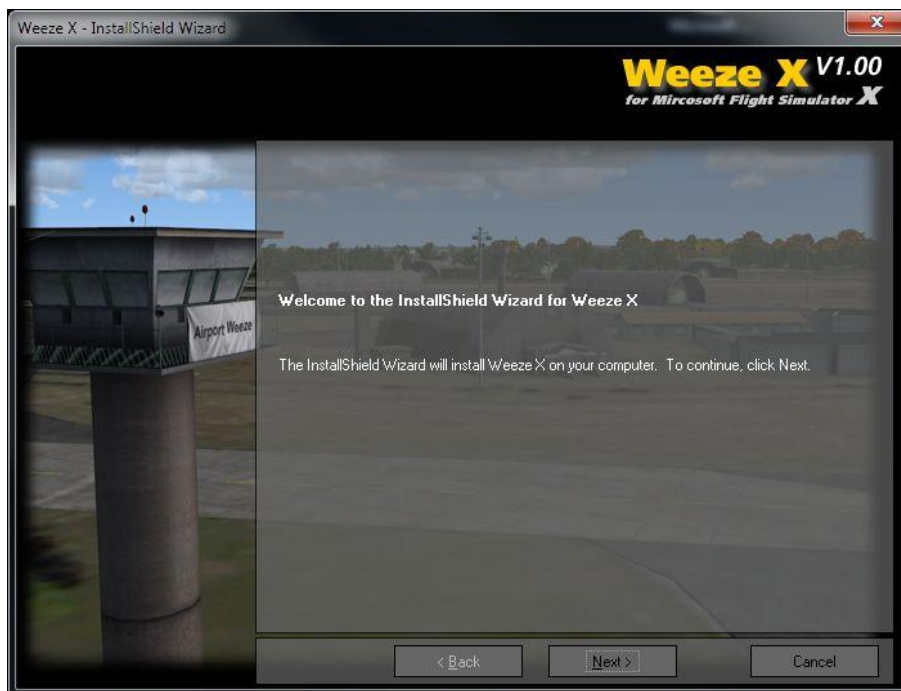 Weeze X - InstallShield Wizard
Weeze X V1.00
for Mircosoft Flight Simulator X
Airport Weeze
Welcome to the InstallShield Wizard for Weeze X
The InstallShield Wizard will install Weeze X on your computer. To continue, click Next.
< Back
Next >
Cancel